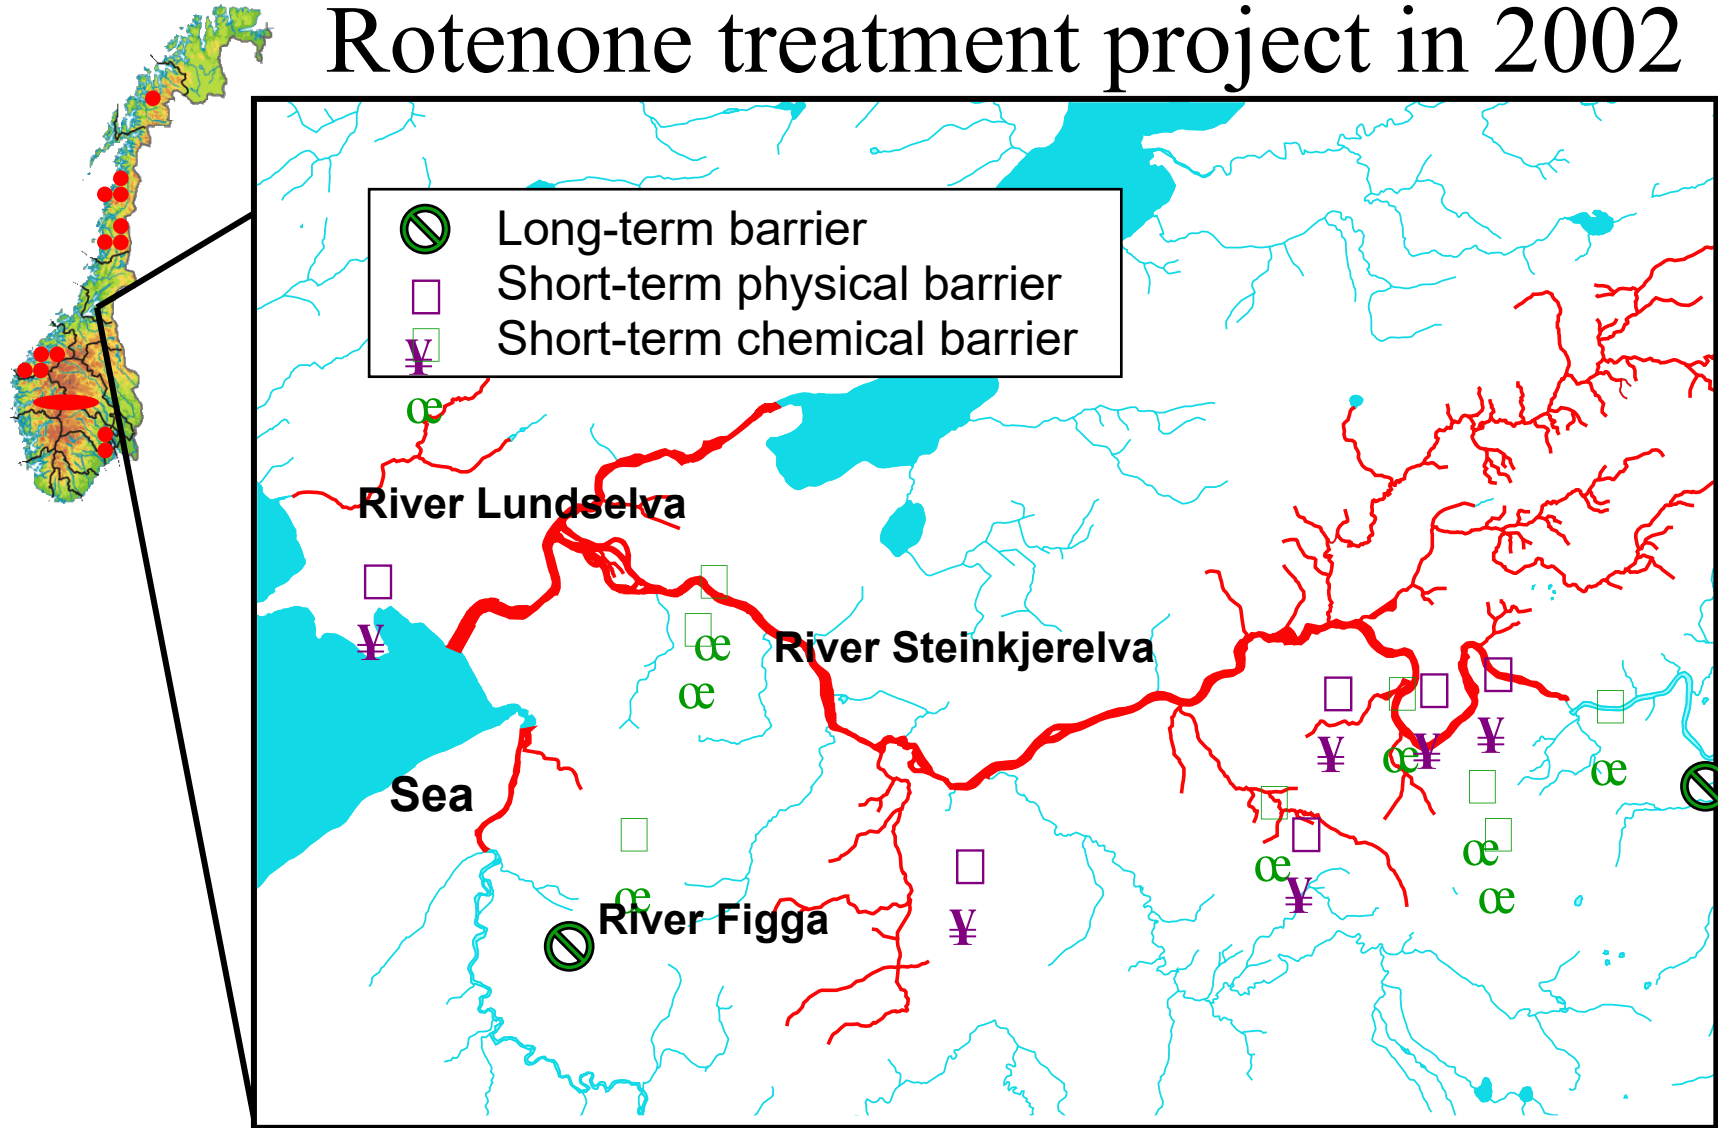 Rotenone treatment project in 2002
Long-term barrier
Short-term physical barrier
¥ Short-term chemical barrier
œ
River Lundselva
¥
œ
River Steinkjerelva
œ
¥
¥
œ
¥
œ
Sea
œ
œ
¥
œ
œ
River Figga
¥